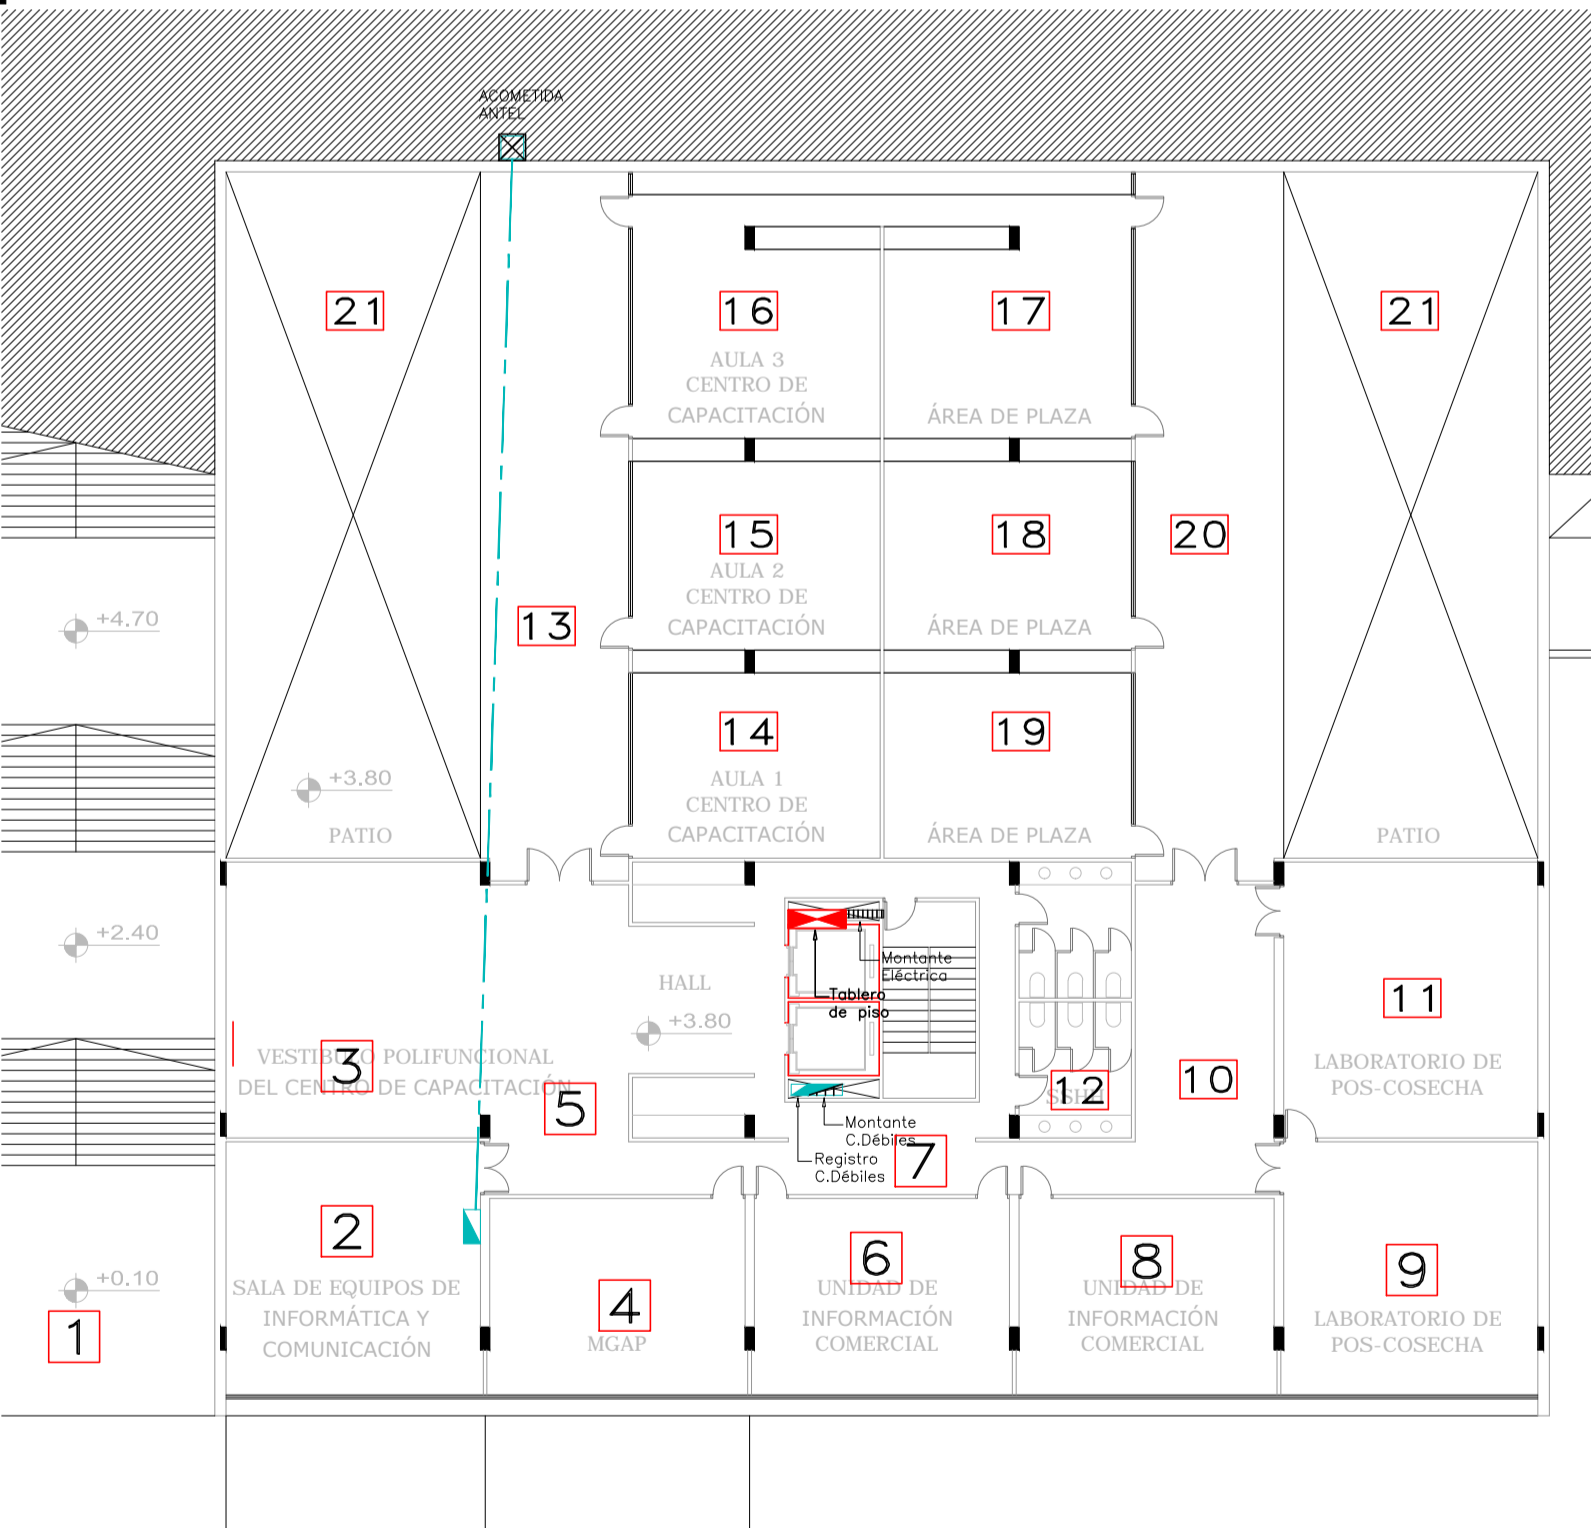 ACOMETIDA
ANTEL
21
16
17
21
AULA 3
CENTRO DE
CAPACITACIÓN
ÁREA DE PLAZA
15
18
20
AULA 2
CENTRO DE
CAPACITACIÓN
ÁREA DE PLAZA
13
+4.70
14
19
AULA 1
CENTRO DE
CAPACITACIÓN
ÁREA DE PLAZA
+3.80
PATIO
PATIO
+2.40
HALL
+3.80
Montante
Eléctrica
Tablero
de piso
11
LABORATORIO DE
POS-COSECHA
3
VESTIBULO POLIFUNCIONAL
DEL CENTRO DE CAPACITACIÓN
5
12
SSHH
10
Montante
C.Débiles
Registro
C.Débiles
7
2
SALA DE EQUIPOS DE
INFORMÁTICA Y
COMUNICACIÓN
4
MGAP
6
UNIDAD DE
INFORMACIÓN
COMERCIAL
8
UNIDAD DE
INFORMACIÓN
COMERCIAL
9
LABORATORIO DE
POS-COSECHA
+0.10
1